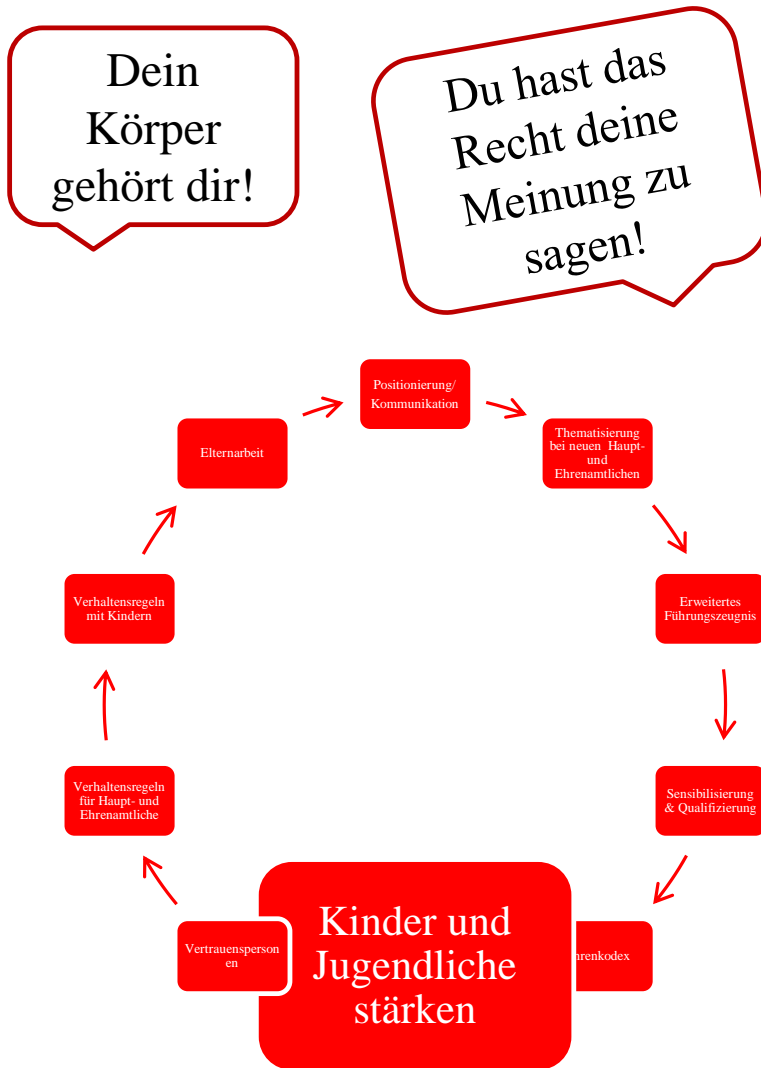 Dein
Körper
gehört dir!
Du hast das
Recht deine
Meinung zu
sagen!
Positionierung/
Kommunikation
Thematisierung
bei neuen Haupt-
und
Ehrenamtlichen
Erweitertes
Führungszeugnis
Sensibilisierung
& Qualifizierung
hrenkodex
Kinder und
Jugendliche
stärken
Vertrauensperson
en
Verhaltensregeln
für Haupt- und
Ehrenamtliche
Verhaltensregeln
mit Kindern
Elternarbeit